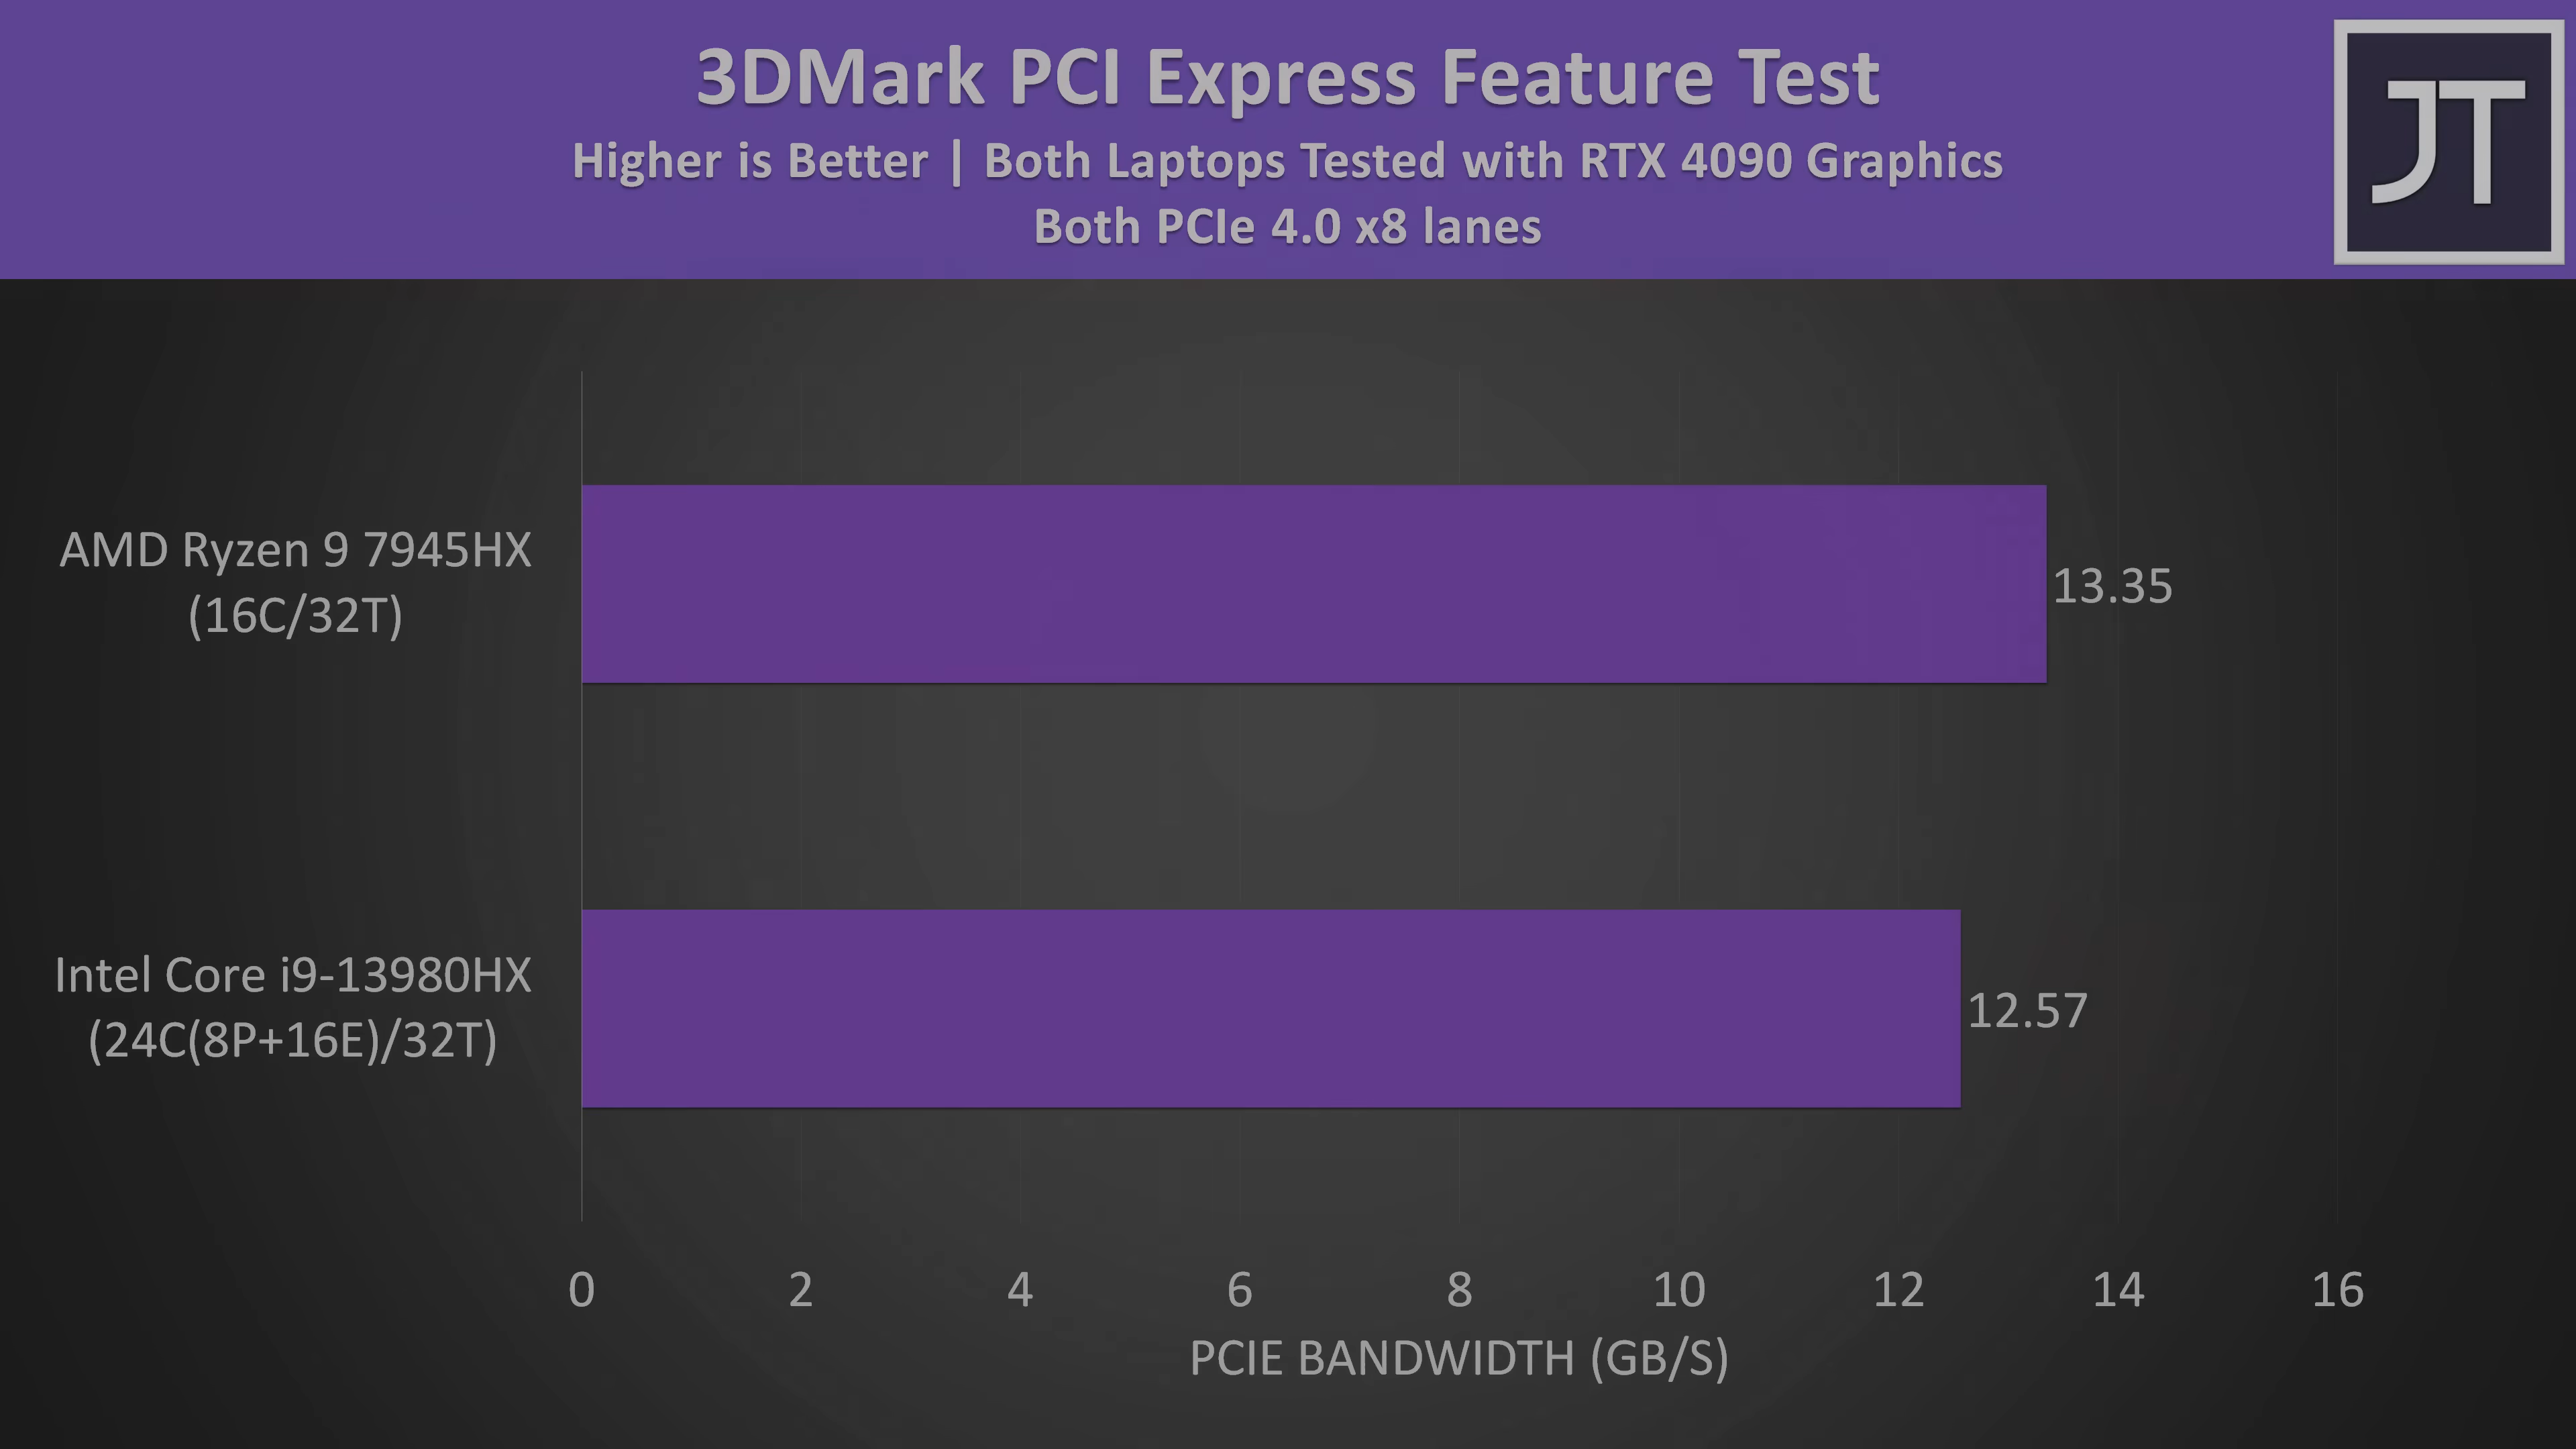 3DMark PCI Express Feature Test
Higher is Better | Both Laptops Tested with RTX 4090 Graphics
Both PCIe 4.0 x8 lanes
JT
AMD Ryzen 9 7945HX
(16C/32T)
13.35
Intel Core i9-13980HX
(24C(8P+16E)/32T)
12.57
0 2 4 6 8 10 12 14 16
PCIE BANDWIDTH (GB/S)